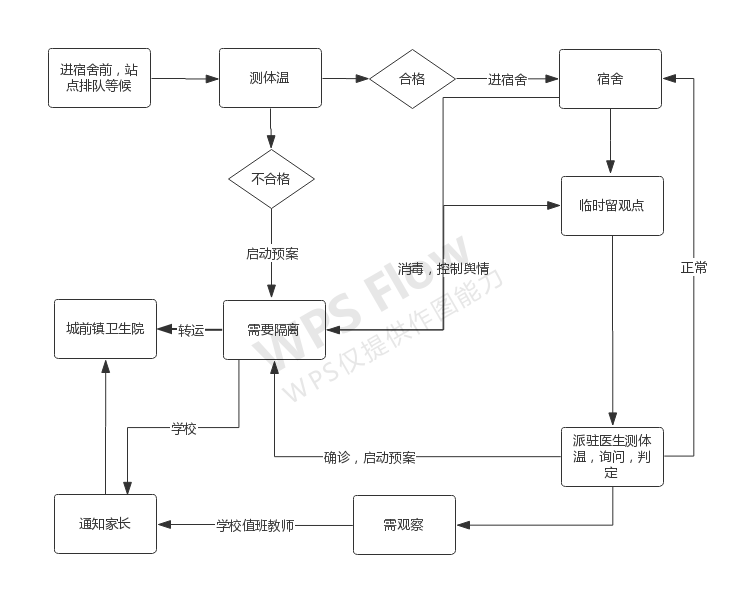 进宿舍前，站
点排队等候
测体温
合格
进宿舍
宿舍
不合格
临时留观点
启动预案
消毒，控制舆情
正常
城前镇卫生院
转运
需要隔离
WPS Flow
WPS仅提供作图能力
学校
确诊，启动预案
派驻医生测体
温，询问，判
定
通知家长
学校值班教师
需观察